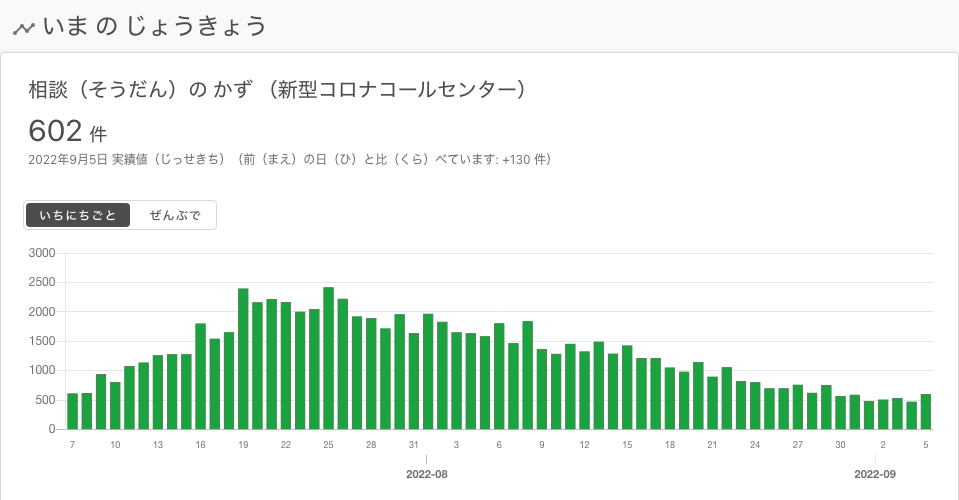 いま の じょうきょう
相談（そうだん）の かず （新型コロナコールセンター）
602 件
2022年9月5日 実績値（じっせきち）（前（まえ）の日（ひ）と比（くら）べています: +130 件）
いちにちごと ぜんぶで
3000
2500
2000
1500
1000
500
0
7 10 13 16 19 22 25 28 31 3 6 9 12 15 18 21 24 27 30 2 5
2022-08 2022-09